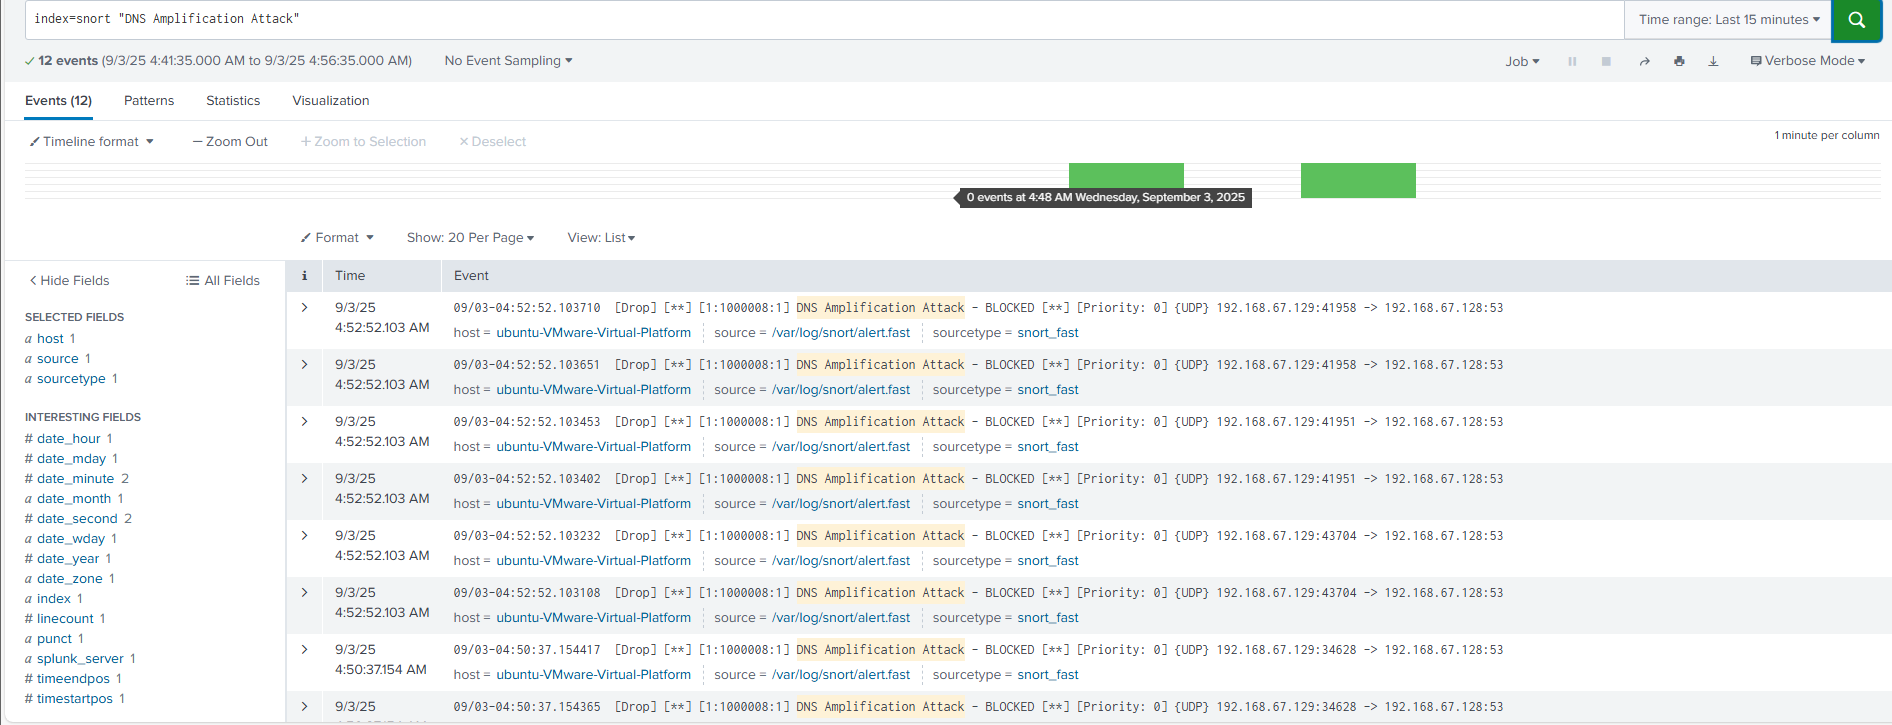 index=snort "DNS Amplification Attack"
Time range: Last 15 minutes
12 events (9/3/25 4:41:35.000 AM to 9/3/25 4:56:35.000 AM)
No Event Sampling
Job
Verbose Mode
Events (12)
Patterns
Statistics
Visualization
Timeline format
Zoom Out
Zoom to Selection
Deselect
1 minute per column
0 events at 4:48 AM Wednesday, September 3, 2025
Format
Show: 20 Per Page
View: List
Hide Fields
All Fields
SELECTED FIELDS
a host 1
a source 1
a sourcetype 1
INTERESTING FIELDS
# date_hour 1
# date_mday 1
# date_minute 2
a date_month 1
# date_second 2
a date_wday 1
# date_year 1
a date_zone 1
a index 1
# linecount 1
a punct 1
a splunk_server 1
# timeendpos 1
# timestartpos 1
i Time Event
9/3/25 09/03-04:52:52.103710 [Drop] [**] [1:1000008:1] DNS Amplification Attack - BLOCKED [**] [Priority: 0] {UDP} 192.168.67.129:41958 -> 192.168.67.128:53
4:52:52.103 AM host = ubuntu-VMware-Virtual-Platform source = /var/log/snort/alert.fast sourcetype = snort_fast
9/3/25 09/03-04:52:52.103651 [Drop] [**] [1:1000008:1] DNS Amplification Attack - BLOCKED [**] [Priority: 0] {UDP} 192.168.67.129:41958 -> 192.168.67.128:53
4:52:52.103 AM host = ubuntu-VMware-Virtual-Platform source = /var/log/snort/alert.fast sourcetype = snort_fast
9/3/25 09/03-04:52:52.103453 [Drop] [**] [1:1000008:1] DNS Amplification Attack - BLOCKED [**] [Priority: 0] {UDP} 192.168.67.129:41951 -> 192.168.67.128:53
4:52:52.103 AM host = ubuntu-VMware-Virtual-Platform source = /var/log/snort/alert.fast sourcetype = snort_fast
9/3/25 09/03-04:52:52.103402 [Drop] [**] [1:1000008:1] DNS Amplification Attack - BLOCKED [**] [Priority: 0] {UDP} 192.168.67.129:41951 -> 192.168.67.128:53
4:52:52.103 AM host = ubuntu-VMware-Virtual-Platform source = /var/log/snort/alert.fast sourcetype = snort_fast
9/3/25 09/03-04:52:52.103232 [Drop] [**] [1:1000008:1] DNS Amplification Attack - BLOCKED [**] [Priority: 0] {UDP} 192.168.67.129:43704 -> 192.168.67.128:53
4:52:52.103 AM host = ubuntu-VMware-Virtual-Platform source = /var/log/snort/alert.fast sourcetype = snort_fast
9/3/25 09/03-04:52:52.103108 [Drop] [**] [1:1000008:1] DNS Amplification Attack - BLOCKED [**] [Priority: 0] {UDP} 192.168.67.129:43704 -> 192.168.67.128:53
4:52:52.103 AM host = ubuntu-VMware-Virtual-Platform source = /var/log/snort/alert.fast sourcetype = snort_fast
9/3/25 09/03-04:50:37.154417 [Drop] [**] [1:1000008:1] DNS Amplification Attack - BLOCKED [**] [Priority: 0] {UDP} 192.168.67.129:34628 -> 192.168.67.128:53
4:50:37.154 AM host = ubuntu-VMware-Virtual-Platform source = /var/log/snort/alert.fast sourcetype = snort_fast
9/3/25 09/03-04:50:37.154365 [Drop] [**] [1:1000008:1] DNS Amplification Attack - BLOCKED [**] [Priority: 0] {UDP} 192.168.67.129:34628 -> 192.168.67.128:53